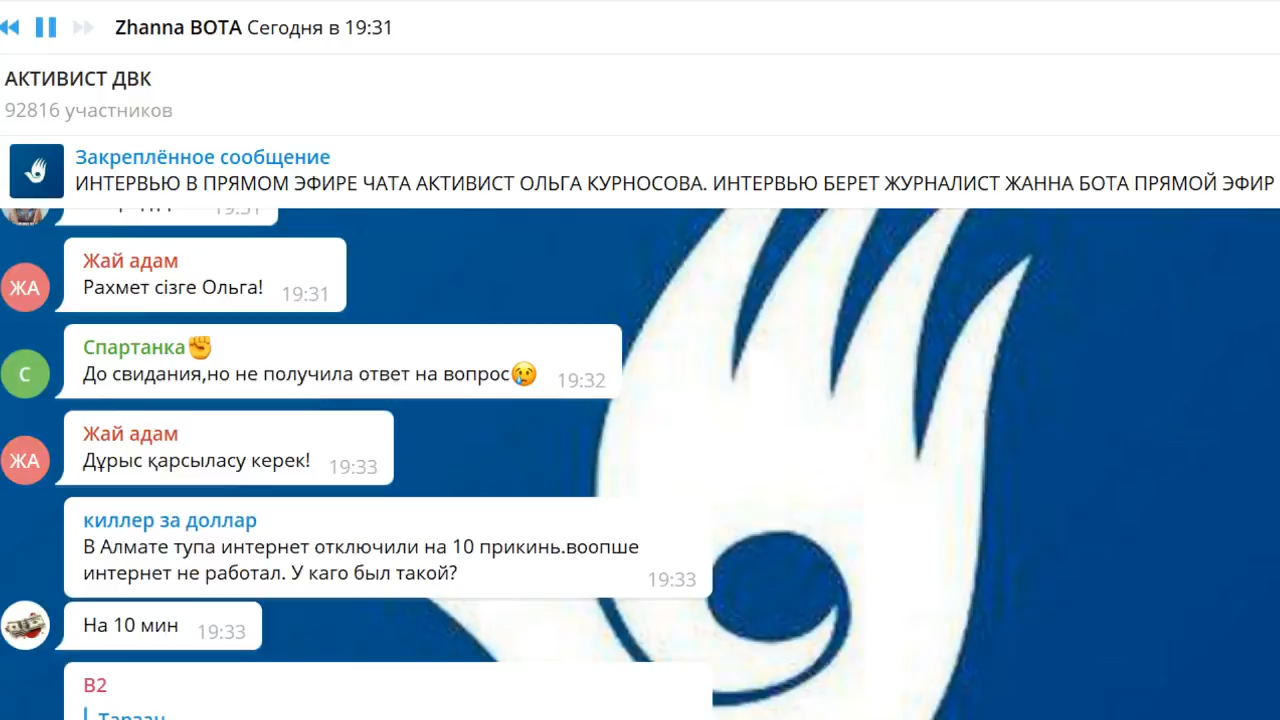 Zhanna BOTA Сегодня в 19:31
АКТИВИСТ ДВК
92816 участников
Закреплённое сообщение
ИНТЕРВЬЮ В ПРЯМОМ ЭФИРЕ ЧАТА АКТИВИСТ ОЛЬГА КУРНОСОВА. ИНТЕРВЬЮ БЕРЕТ ЖУРНАЛИСТ ЖАННА БОТА ПРЯМОЙ ЭФИР
19:31
Жай адам
ЖА
Рахмет сізге Ольга! 19:31
Спартанка✊
С
До свидания,но не получила ответ на вопрос😢 19:32
Жай адам
ЖА
Дұрыс қарсыласу керек! 19:33
киллер за доллар
В Алмате тупа интернет отключили на 10 прикинь.воопше
интернет не работал. У каго был такой? 19:33
На 10 мин 19:33
B2
Тарзан